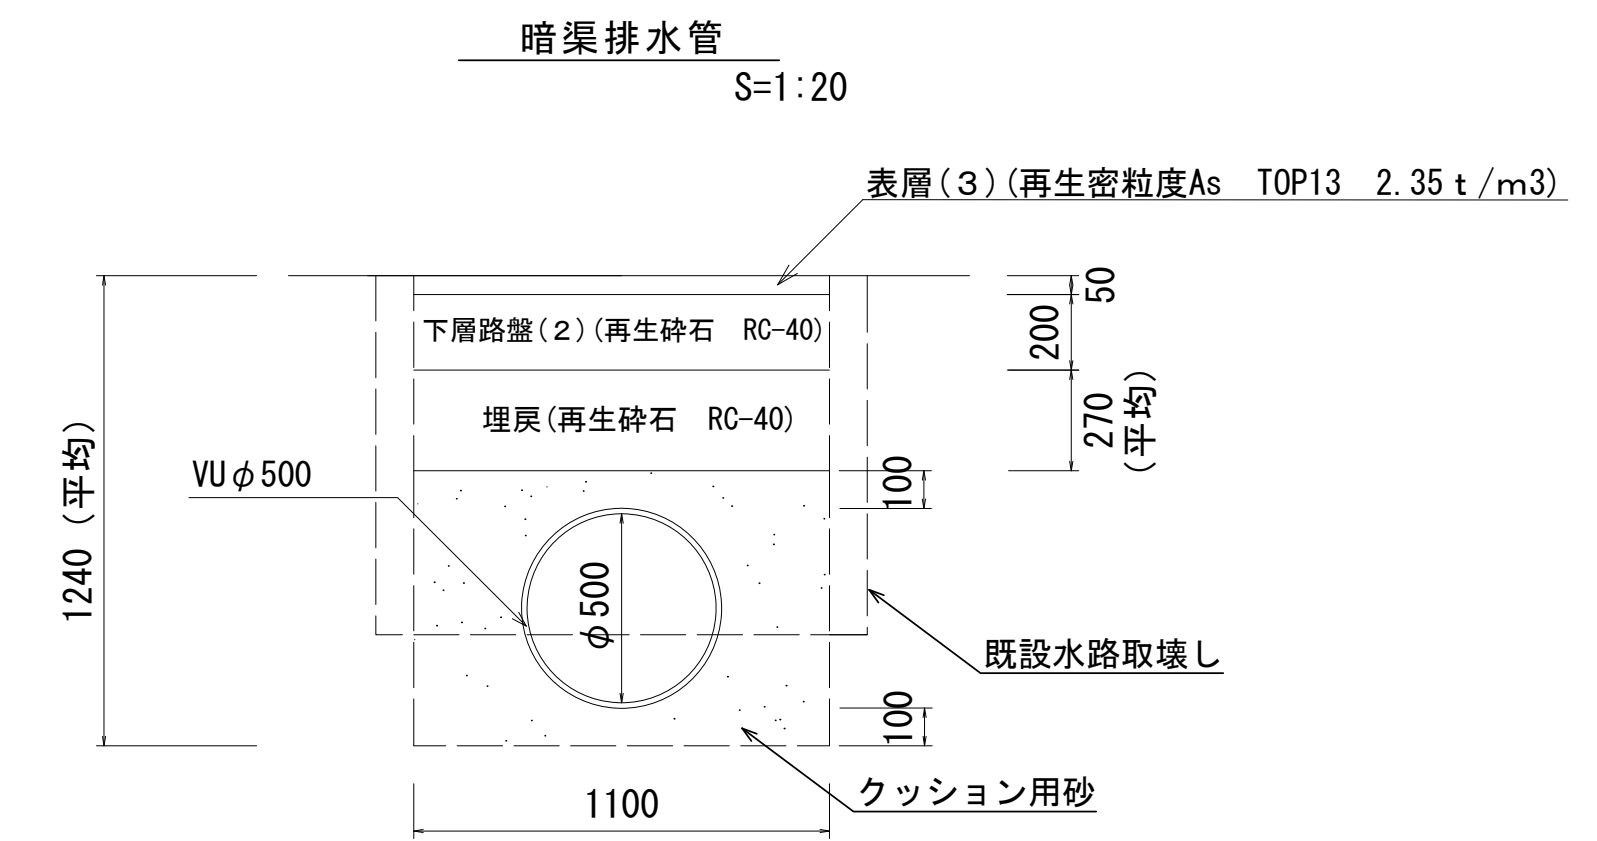 暗渠排水管
S=1:20
表層(３)(再生密粒度As　TOP13　2.35ｔ/ｍ3)
50
下層路盤(２)(再生砕石　RC-40)
200
埋戻(再生砕石　RC-40)
270
(平均)
1240 (平均)
VUφ500
100
φ500
既設水路取壊し
100
クッション用砂
1100